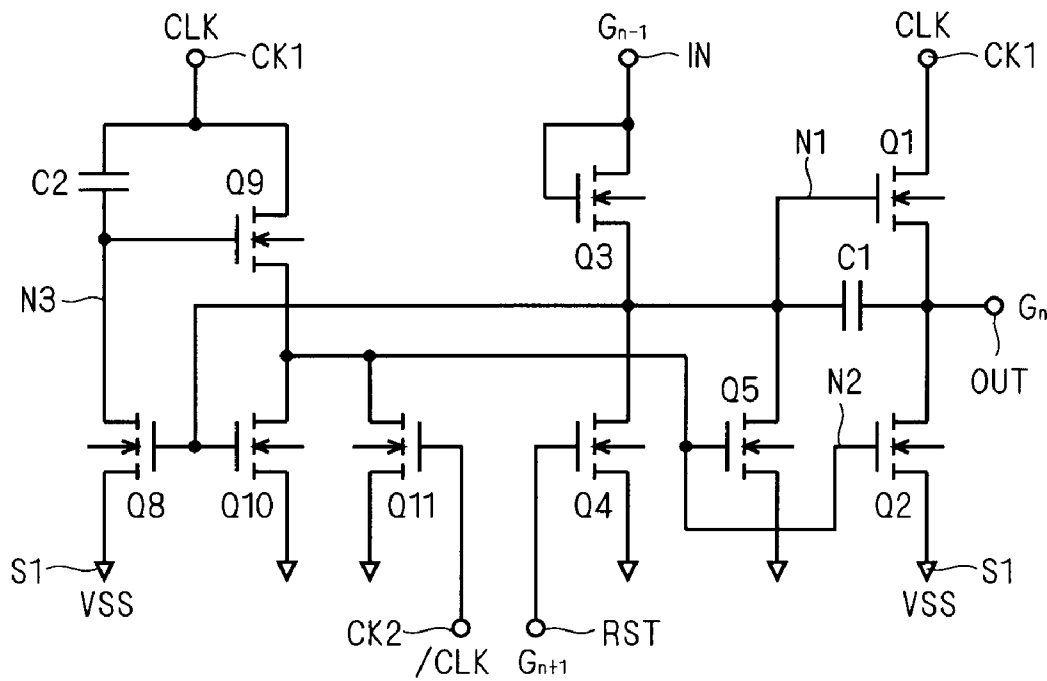 CLK
CK1
Gn-1
IN
CLK
CK1
C2
Q9
N1
Q1
Q3
C1
N3
Gn
OUT
Q5
N2
Q8
Q10
Q11
Q4
Q2
S1
VSS
S1
VSS
CK2
/CLK
RST
Gn+1